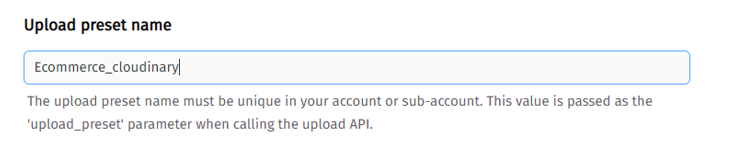 Upload preset name
Ecommerce_cloudinary
The upload preset name must be unique in your account or sub-account. This value is passed as the
'upload_preset' parameter when calling the upload API.